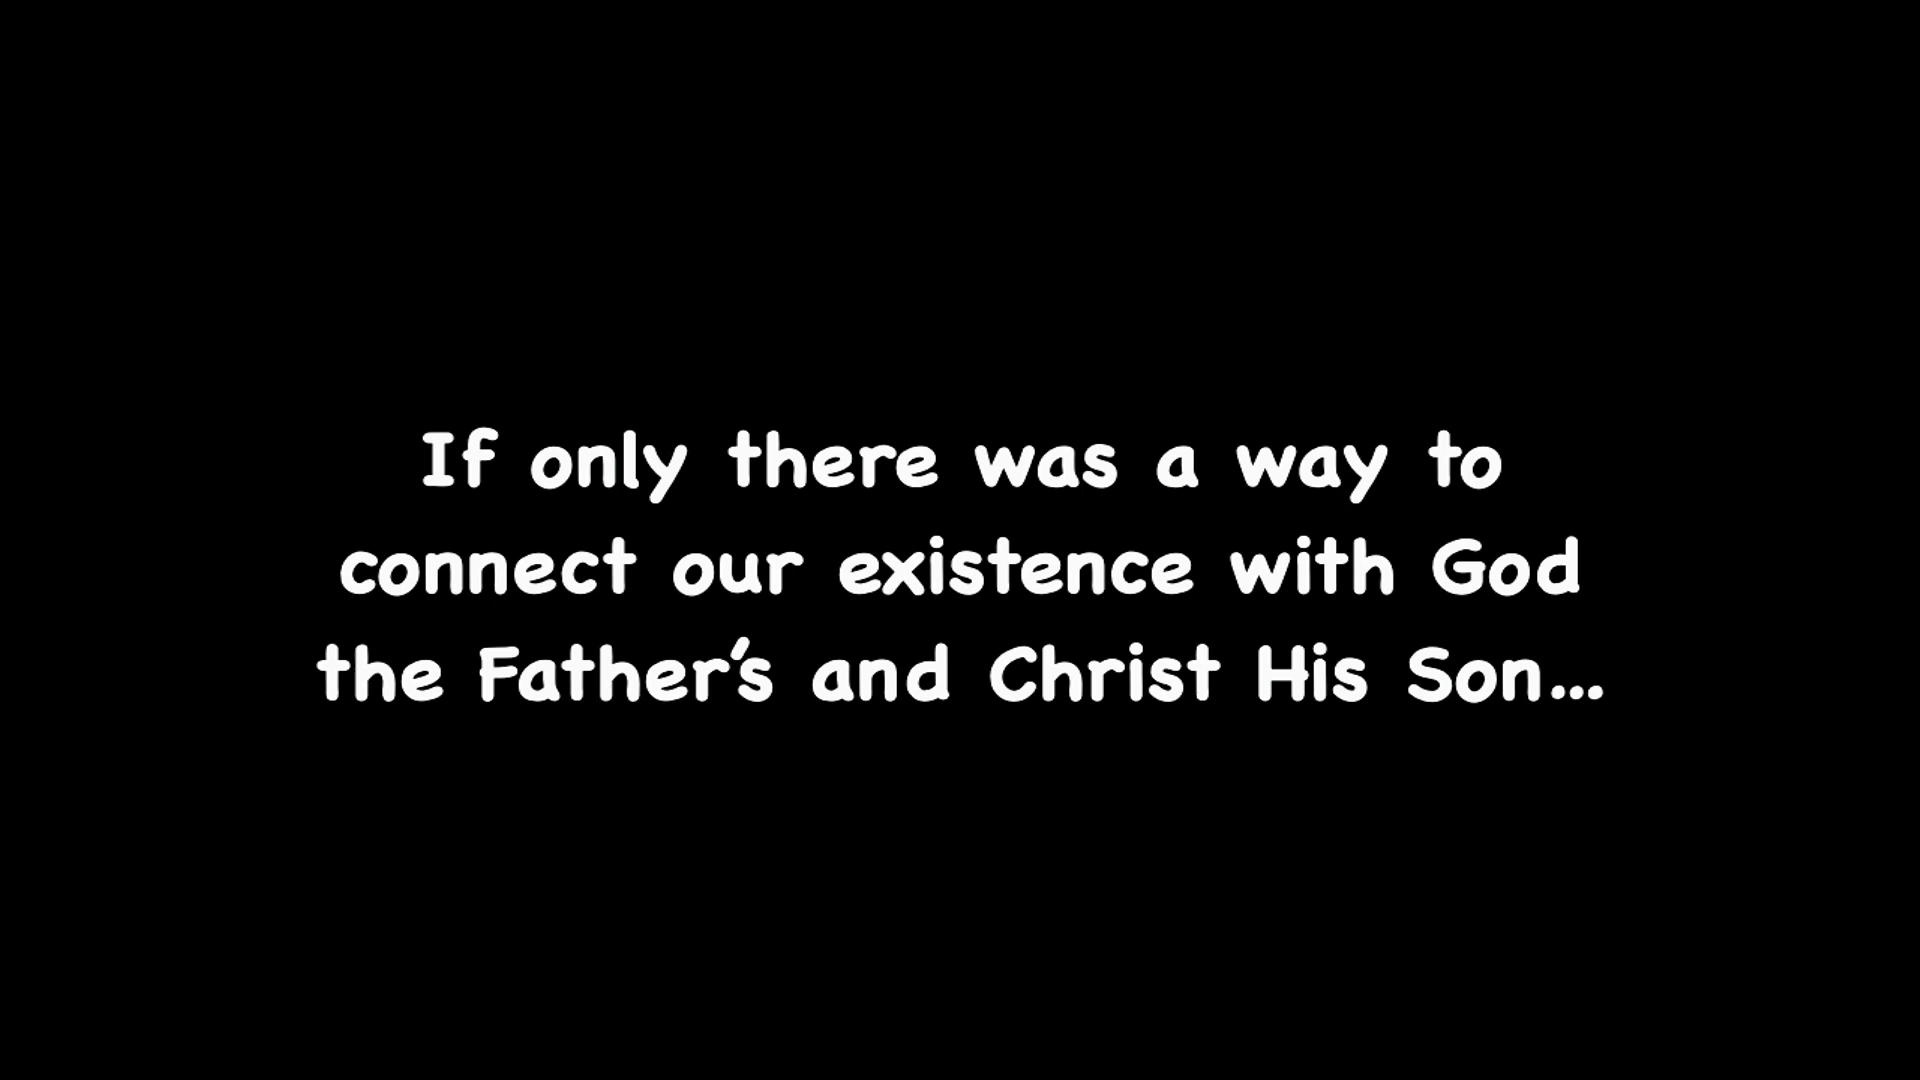 If only there was a way to
connect our existence with God
the Father's and Christ His Son...